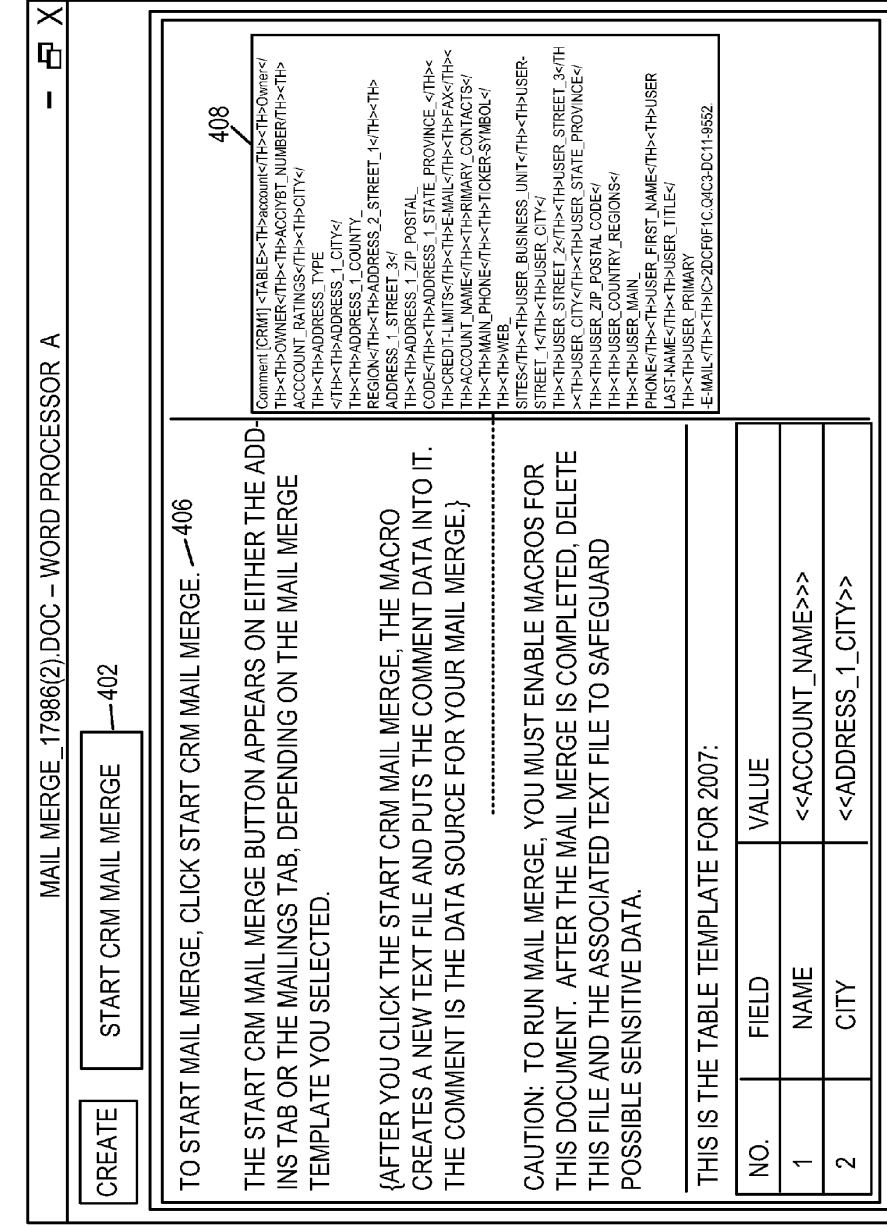 MAIL MERGE_17986(2).DOC – WORD PROCESSOR A
CREATE
START CRM MAIL MERGE
402
TO START MAIL MERGE, CLICK START CRM MAIL MERGE.
406
THE START CRM MAIL MERGE BUTTON APPEARS ON EITHER THE ADD-
INS TAB OR THE MAILINGS TAB, DEPENDING ON THE MAIL MERGE
TEMPLATE YOU SELECTED.
{AFTER YOU CLICK THE START CRM MAIL MERGE, THE MACRO
CREATES A NEW TEXT FILE AND PUTS THE COMMENT DATA INTO IT.
THE COMMENT IS THE DATA SOURCE FOR YOUR MAIL MERGE.}
CAUTION: TO RUN MAIL MERGE, YOU MUST ENABLE MACROS FOR
THIS DOCUMENT. AFTER THE MAIL MERGE IS COMPLETED, DELETE
THIS FILE AND THE ASSOCIATED TEXT FILE TO SAFEGUARD
POSSIBLE SENSITIVE DATA.
THIS IS THE TABLE TEMPLATE FOR 2007:
NO. FIELD VALUE
1 NAME <<ACCOUNT_NAME>>>
2 CITY <<ADDRESS_1_CITY>>
408
Comment [CRM1] <TABLE><TH>account</TH><TH>Owner</
TH><TH>OWNER</TH><TH>ACCIYBT_NUMBER/TH><TH>
ACCCOUNT_RATINGS</TH><TH>CITY</
TH><TH>ADDRESS_TYPE
</TH><TH>ADDRESS_1_CITY</
TH><TH>ADDRESS_1_COUNTY_
REGION</TH><TH>ADDRESS_2_STREET_1</TH><TH>
ADDRESS_1_STREET_3</
TH><TH>ADDRESS_1_ZIP_POSTAL_
CODE</TH><TH>ADDRESS_1_STATE_PROVINCE_</TH><
TH>CREDIT-LIMITS</TH><TH>E-MAIL</TH><TH>FAX</TH><
TH>ACCOUNT_NAME</TH><TH>RIMARY_CONTACTS</
TH><TH>MAIN_PHONE</TH><TH>TICKER-SYMBOL</
TH><TH>WEB_
SITES</TH><TH>USER_BUSINESS_UNIT</TH><TH>USER-
STREET_1</TH><TH>USER_CITY</
TH><TH>USER_STREET_2</TH><TH>USER_STREET_3</TH
><TH>USER_CITY</TH><TH>USER_STATE_PROVINCE</
TH><TH>USER_ZIP_POSTAL CODE</
TH><TH>USER_COUNTRY_REGIONS</
TH><TH>USER_MAIN_
PHONE</TH><TH>USER_FIRST_NAME</TH><TH>USER
LAST-NAME</TH><TH>USER_TITLE</
TH><TH>USER_PRIMARY
-E-MAIL</TH><TH>IC>2DCF0F1C.Q4C3-DC11-9552.